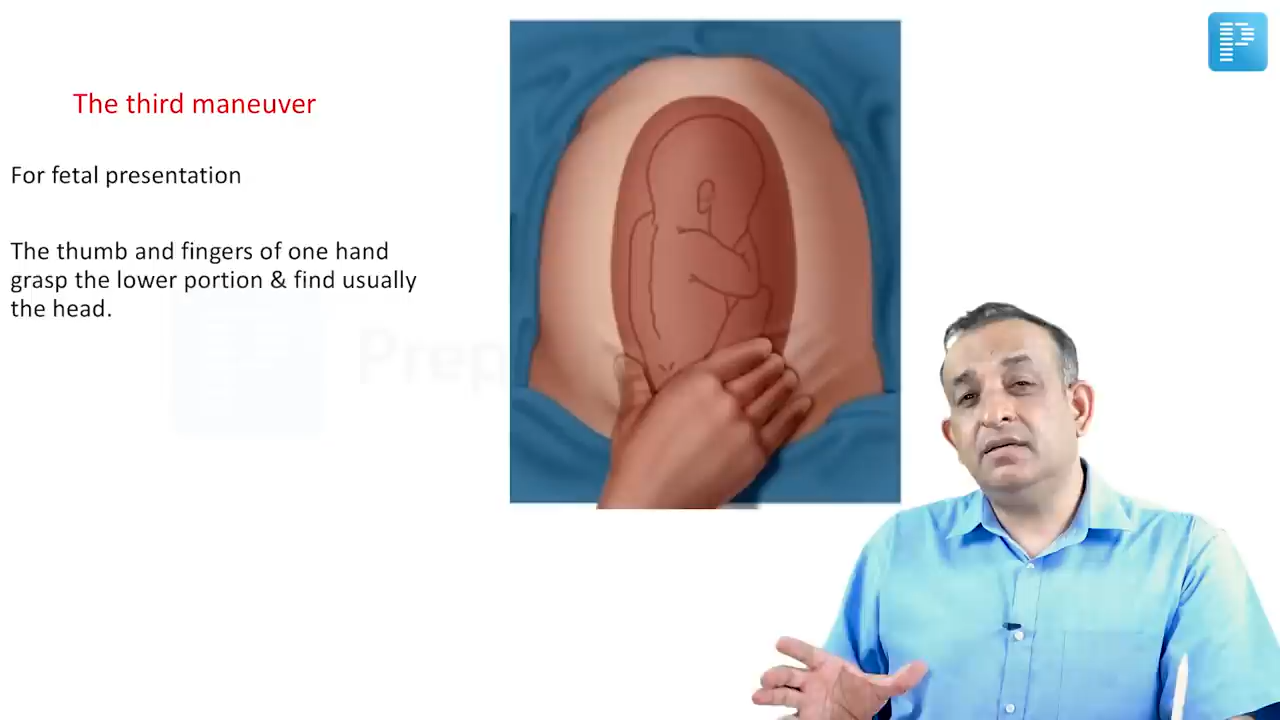 The third maneuver
For fetal presentation
The thumb and fingers of one hand
grasp the lower portion & find usually
the head.
Prep